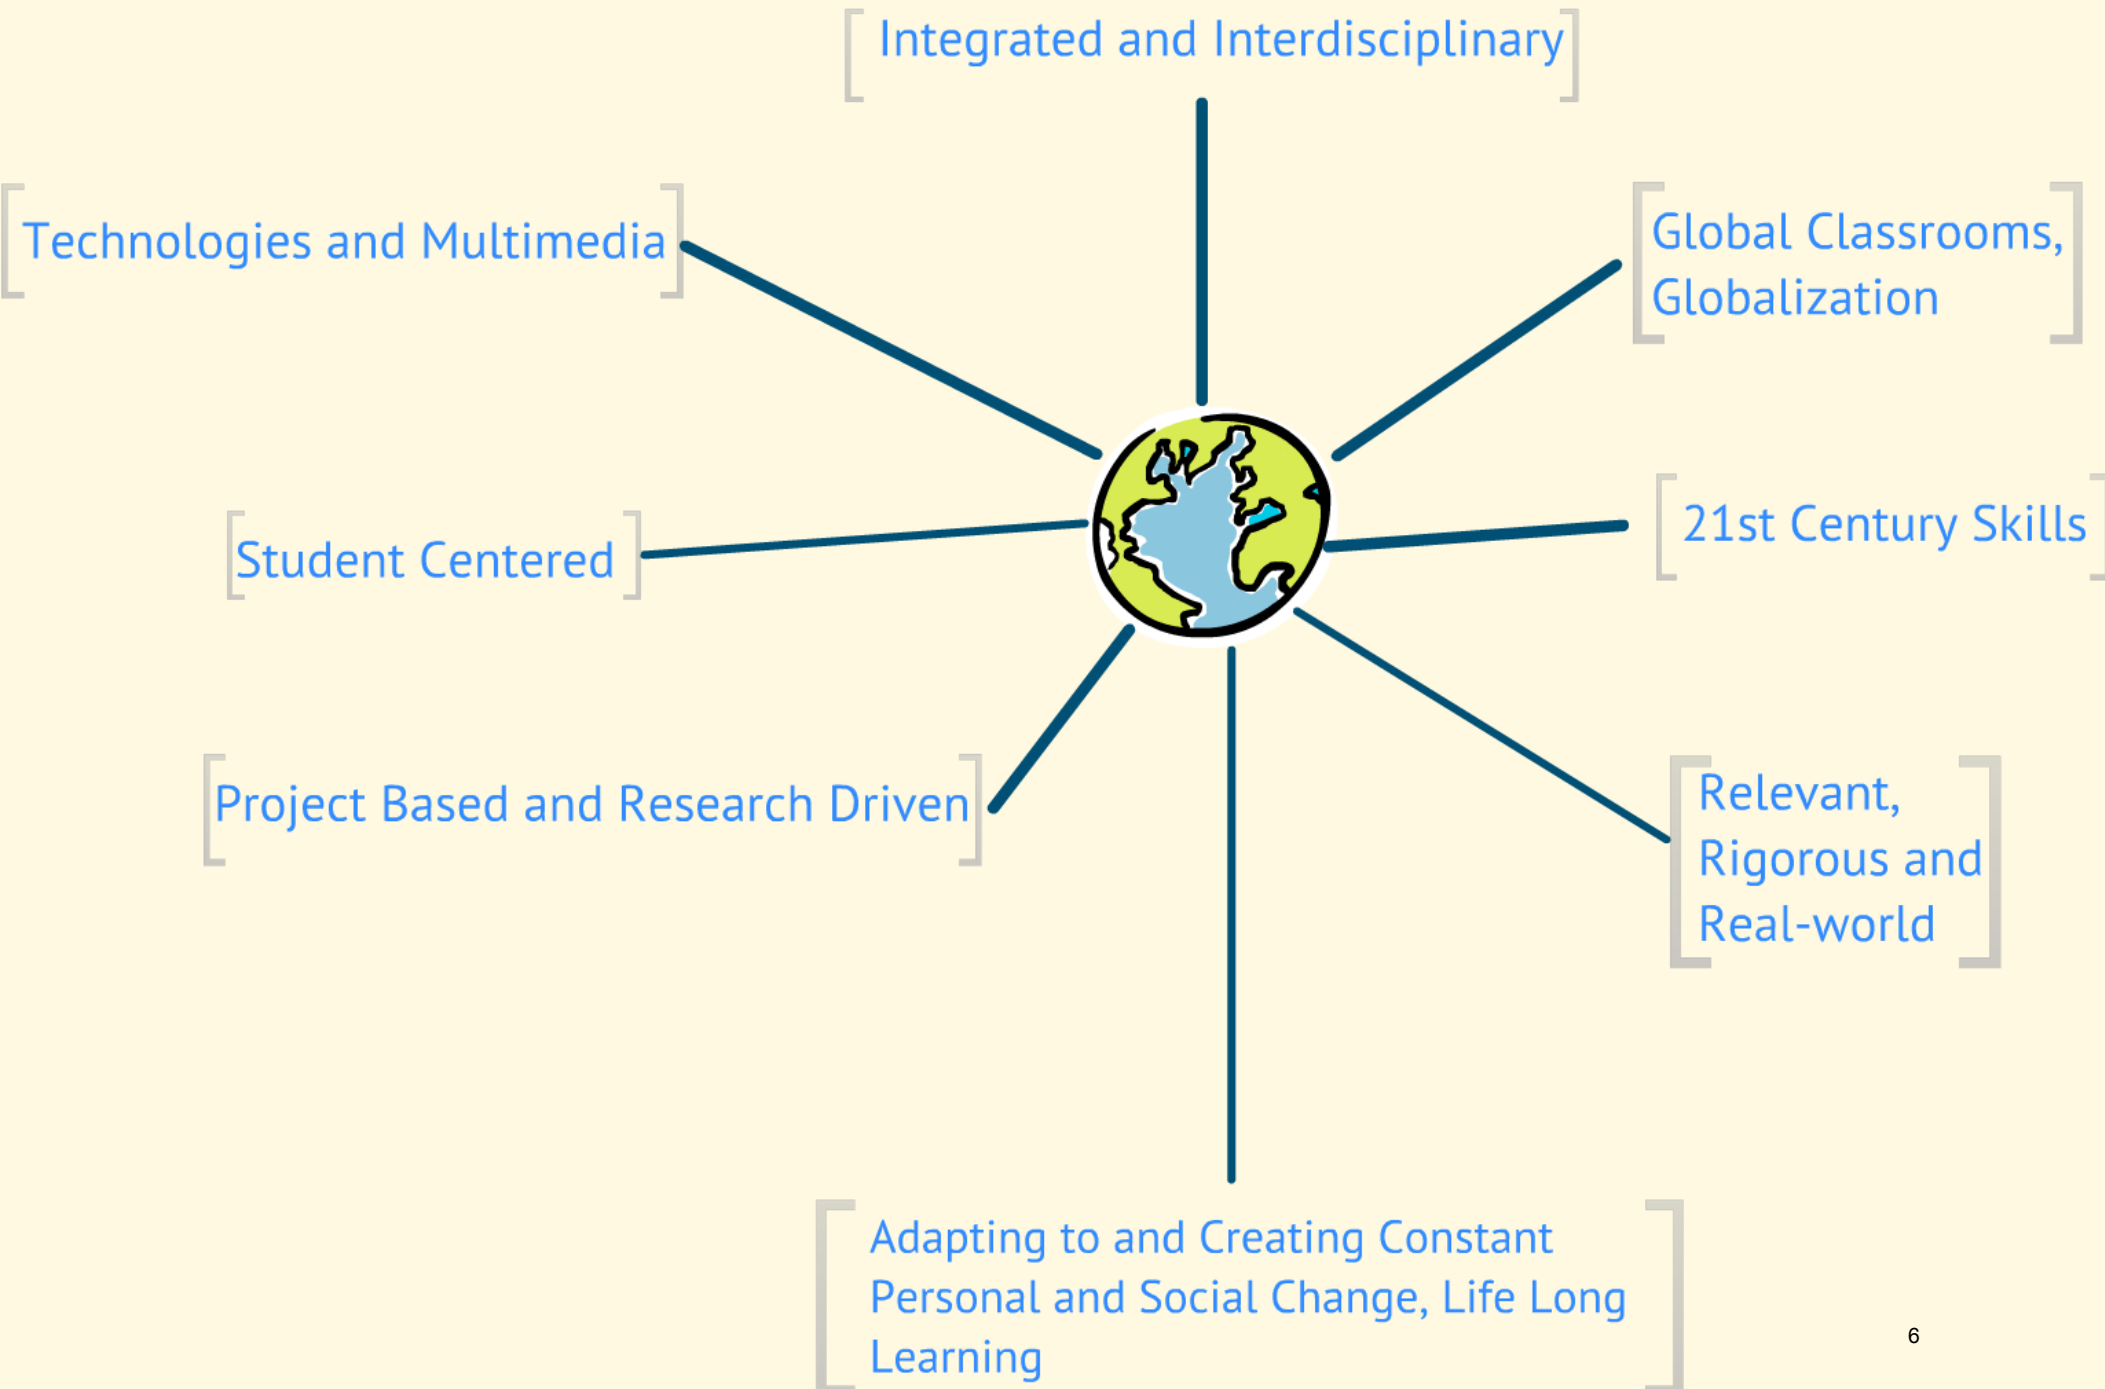 Integrated and Interdisciplinary
Technologies and Multimedia
Global Classrooms,
Globalization
21st Century Skills
Student Centered
Project Based and Research Driven
Relevant,
Rigorous and
Real-world
Adapting to and Creating Constant
Personal and Social Change, Life Long
Learning
6